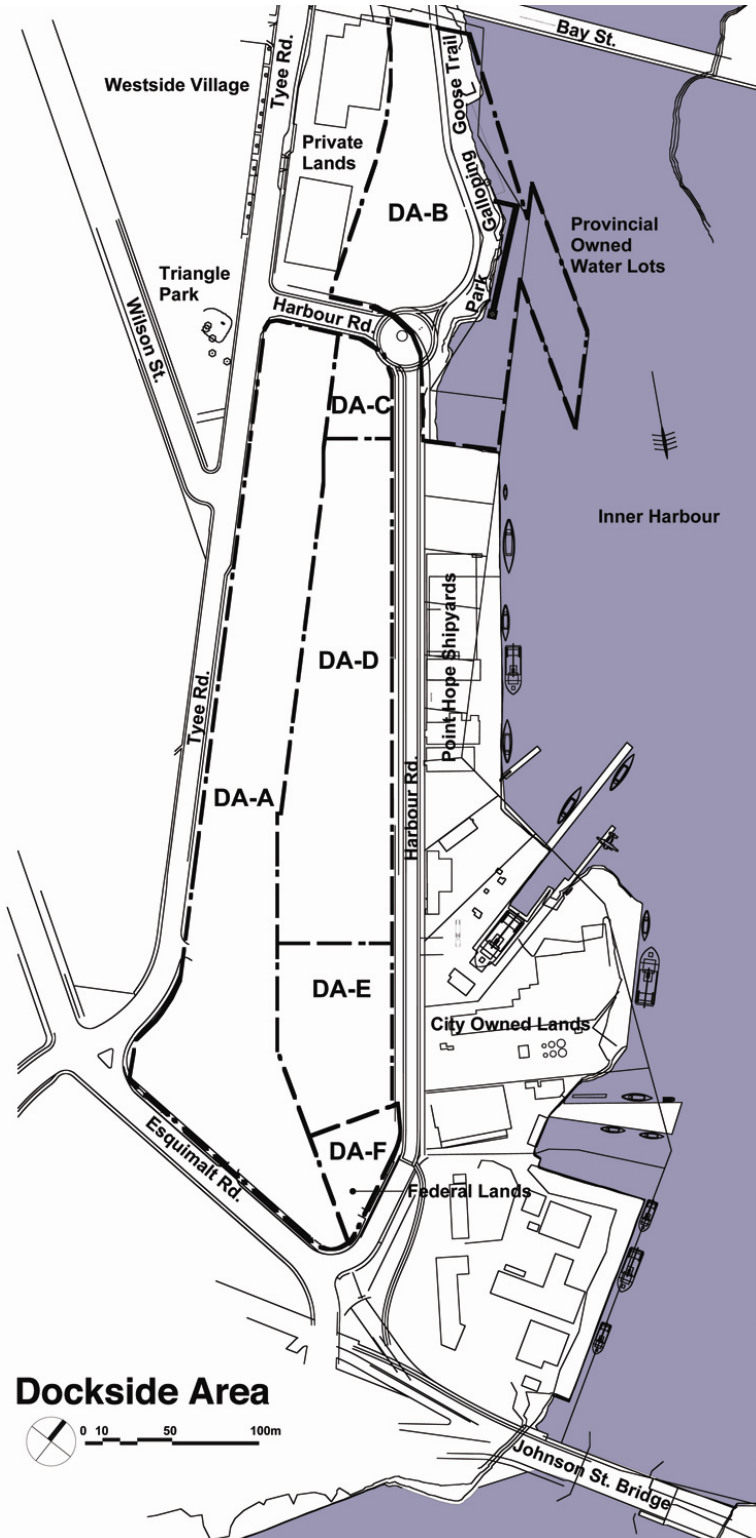 Bay St.
Goose Trail
Tyee Rd.
Westside Village
Private
Lands
Galloping
DA-B
Provincial
Owned
Water Lots
Triangle
Park
Park
Wilson St.
Harbour Rd.
DA-C
Inner Harbour
Point Hope Shipyards
DA-D
Tyee Rd.
DA-A
Harbour Rd.
DA-E
City Owned Lands
Esquimalt Rd.
DA-F
Federal Lands
Dockside Area
0 10 50 100m
Johnson St. Bridge